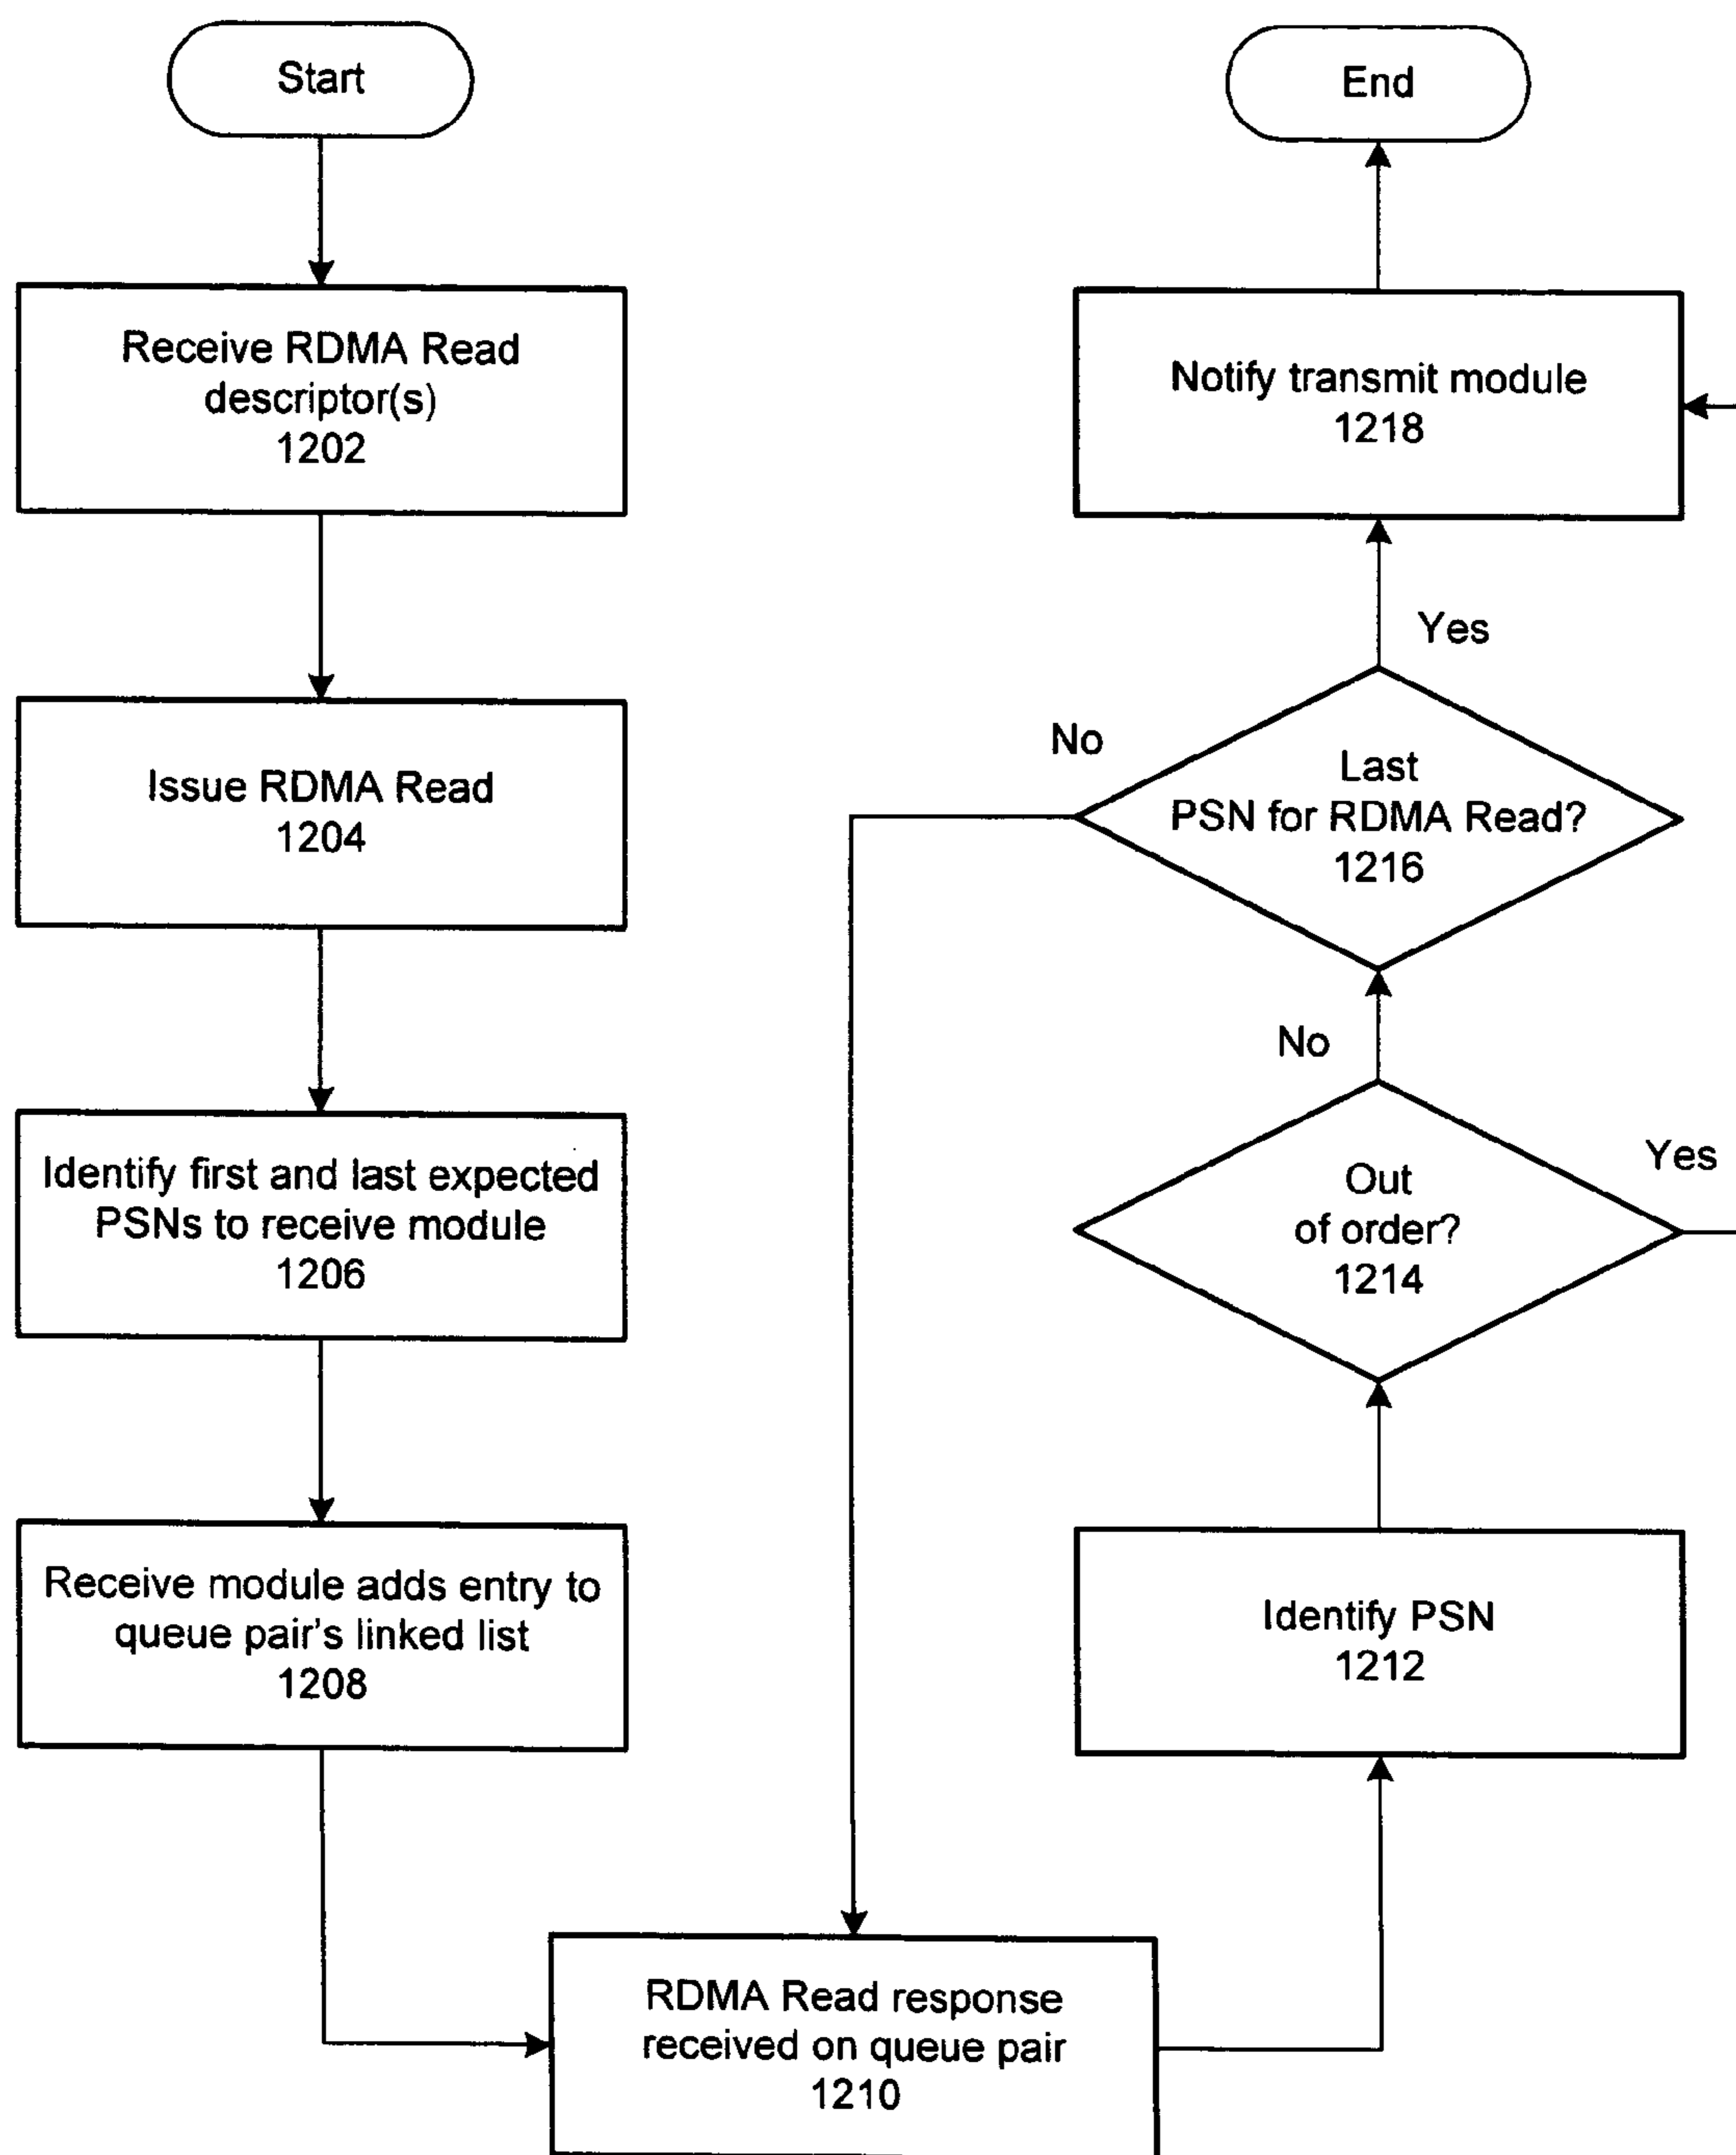 Start
Receive RDMA Read
descriptor(s)
1202
Issue RDMA Read
1204
Identify first and last expected
PSNs to receive module
1206
Receive module adds entry to
queue pair's linked list
1208
RDMA Read response
received on queue pair
1210
Identify PSN
1212
Out
of order?
1214
Yes
No
Last
PSN for RDMA Read?
1216
No
Yes
Notify transmit module
1218
End